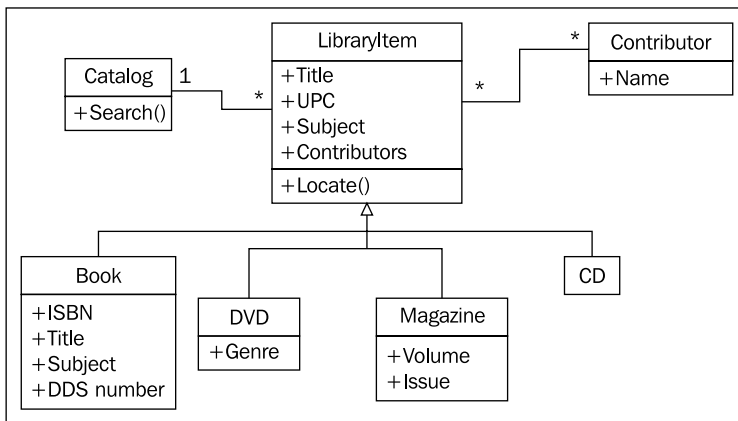 Catalog
+Search()
1
*
LibraryItem
+Title
+UPC
+Subject
+Contributors
+Locate()
*
*
Contributor
+Name
Book
+ISBN
+Title
+Subject
+DDS number
DVD
+Genre
Magazine
+Volume
+Issue
CD